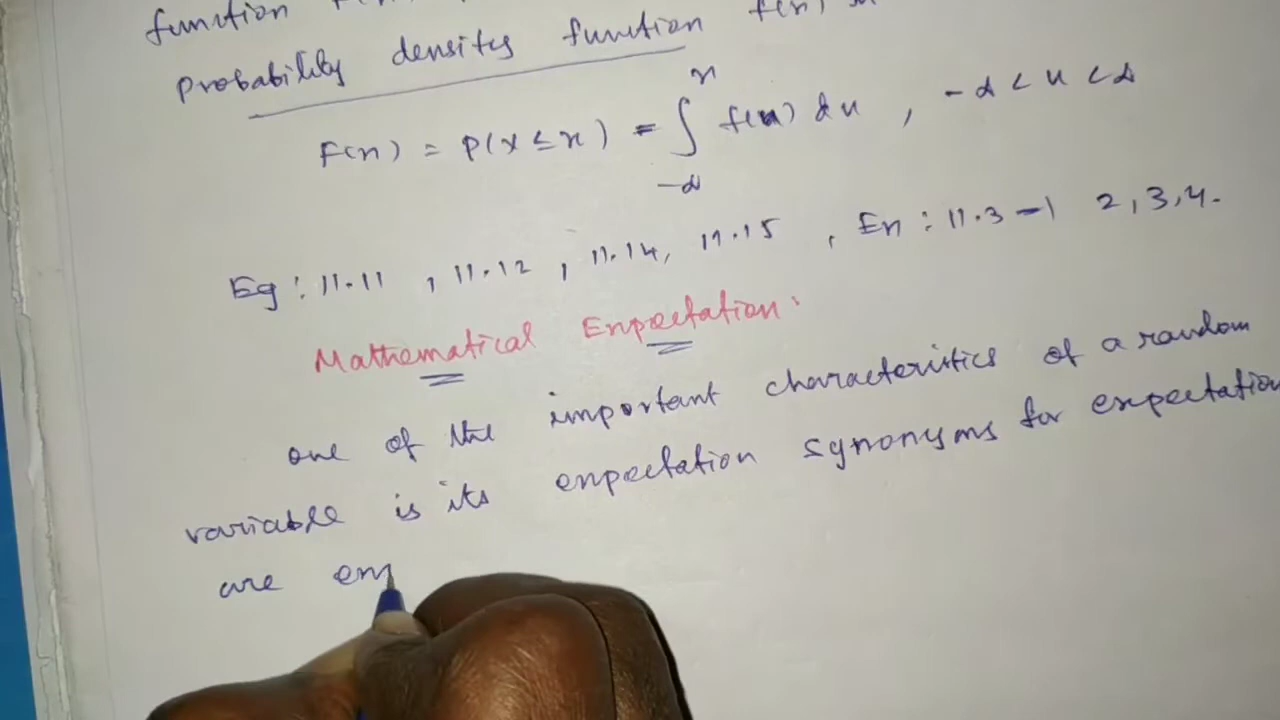 function
Probability density function f(x)
F(x) = P(X ≤ x) = ∫ f(u) du , -∞ < u < ∞
x
-∞
Eg : 11.11 , 11.12 , 11.14, 11.15 , Ex : 11.3 - 1 2, 3, 4.
Mathematical Expectation:
one of the important characteristics of a random
variable is its expectation synonyms for expectation
are ex